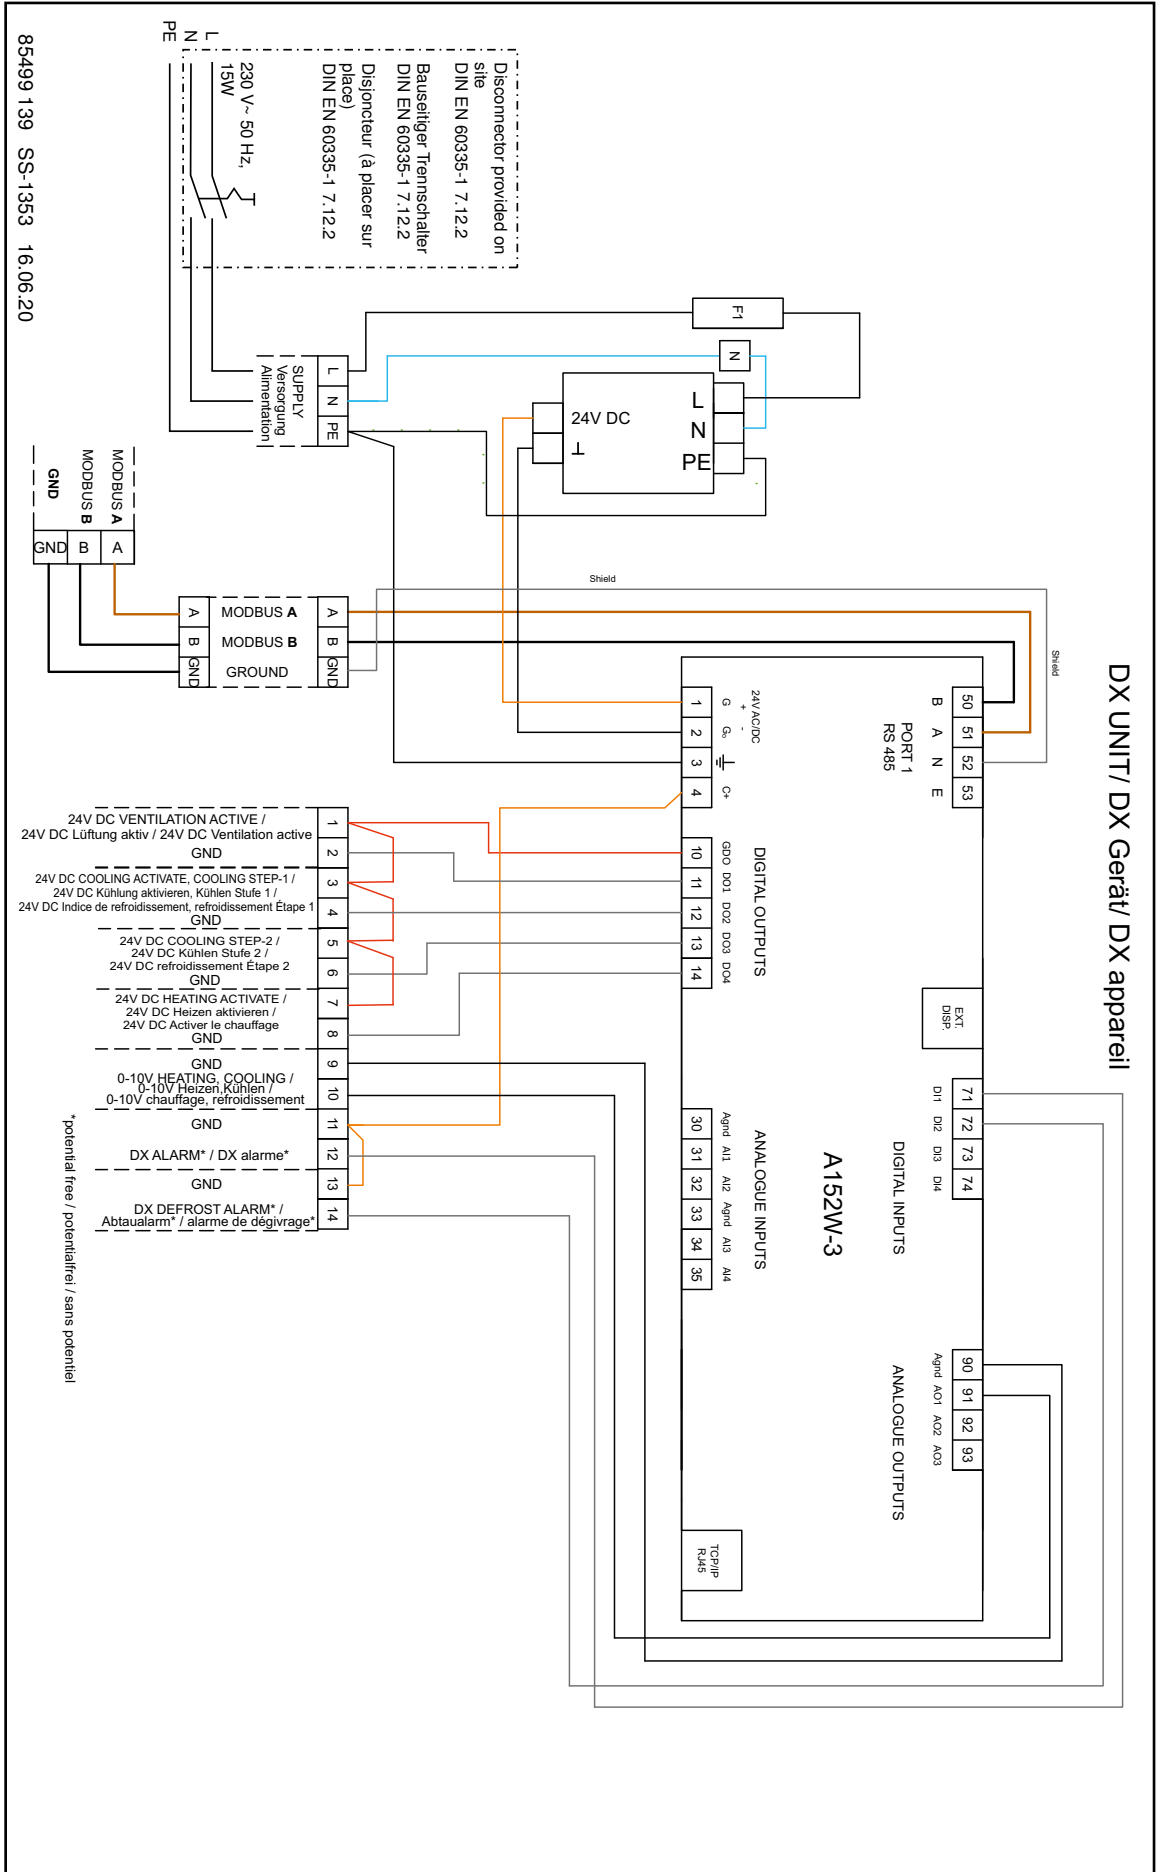 DX UNIT/ DX Gerät/ DX appareil
Disconnector provided on
site
DIN EN 60335-1 7.12.2
Bauseitiger Trennschalter
DIN EN 60335-1 7.12.2
Disjoncteur (à placer sur
place)
DIN EN 60335-1 7.12.2
230 V~ 50 Hz,
15W
L
N
PE
F1
N
L
N
PE
24V DC
⊥
L
N
PE
SUPPLY
Versorgung
Alimentation
Shield
Shield
MODBUS A
MODBUS B
GND
A
B
GND
A
B
GND
MODBUS A
MODBUS B
GROUND
A
B
GND
50
51
52
53
B
A
N
E
PORT 1
RS 485
24V AC/DC
+
-
G
G₀
C+
1
2
3
4
DIGITAL OUTPUTS
GDO
DO1
DO2
DO3
DO4
10
11
12
13
14
EXT.
DISP.
71
72
73
74
DI1
DI2
DI3
DI4
DIGITAL INPUTS
A152W-3
ANALOGUE INPUTS
Agnd
AI1
AI2
Agnd
AI3
AI4
30
31
32
33
34
35
90
91
92
93
Agnd
AO1
AO2
AO3
ANALOGUE OUTPUTS
TCP/IP
RJ45
24V DC VENTILATION ACTIVE /
24V DC Lüftung aktiv / 24V DC Ventilation active
GND
24V DC COOLING ACTIVATE, COOLING STEP-1 /
24V DC Kühlung aktivieren, Kühlen Stufe 1 /
24V DC Indice de refroidissement, refroidissement Étape 1
GND
24V DC COOLING STEP-2 /
24V DC Kühlen Stufe 2 /
24V DC refroidissement Étape 2
GND
24V DC HEATING ACTIVATE /
24V DC Heizen aktivieren /
24V DC Activer le chauffage
GND
GND
0-10V HEATING, COOLING /
0-10V Heizen,Kühlen /
0-10V chauffage, refroidissement
GND
DX ALARM* / DX alarme*
GND
DX DEFROST ALARM* /
Abtaualarm* / alarme de dégivrage*
1
2
3
4
5
6
7
8
9
10
11
12
13
14
*potential free / potentialfrei / sans potentiel
85499 139 SS-1353 16.06.20